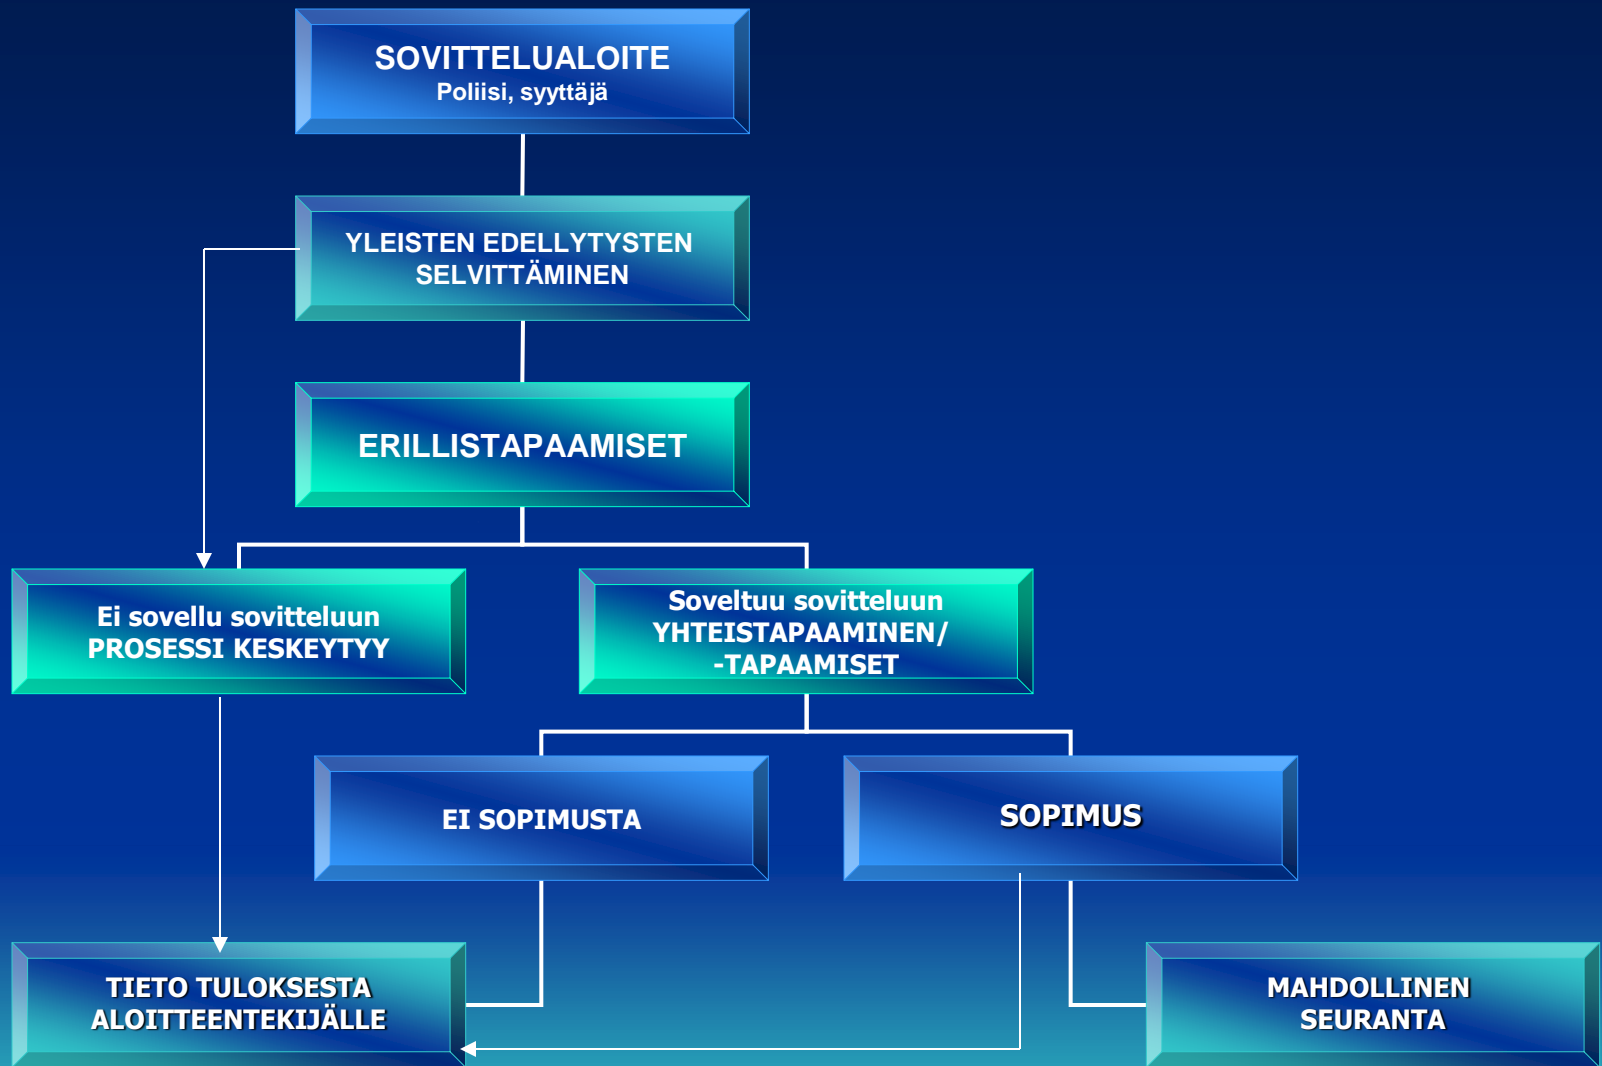 SOVITTELUALOITE
Poliisi, syyttäjä
YLEISTEN EDELLYTYSTEN
SELVITTÄMINEN
ERILLISTAPAAMISET
Ei sovellu sovitteluun
PROSESSI KESKEYTYY
Soveltuu sovitteluun
YHTEISTAPAAMINEN/
-TAPAAMISET
EI SOPIMUSTA
SOPIMUS
TIETO TULOKSESTA
ALOITTEENTEKIJÄLLE
MAHDOLLINEN
SEURANTA